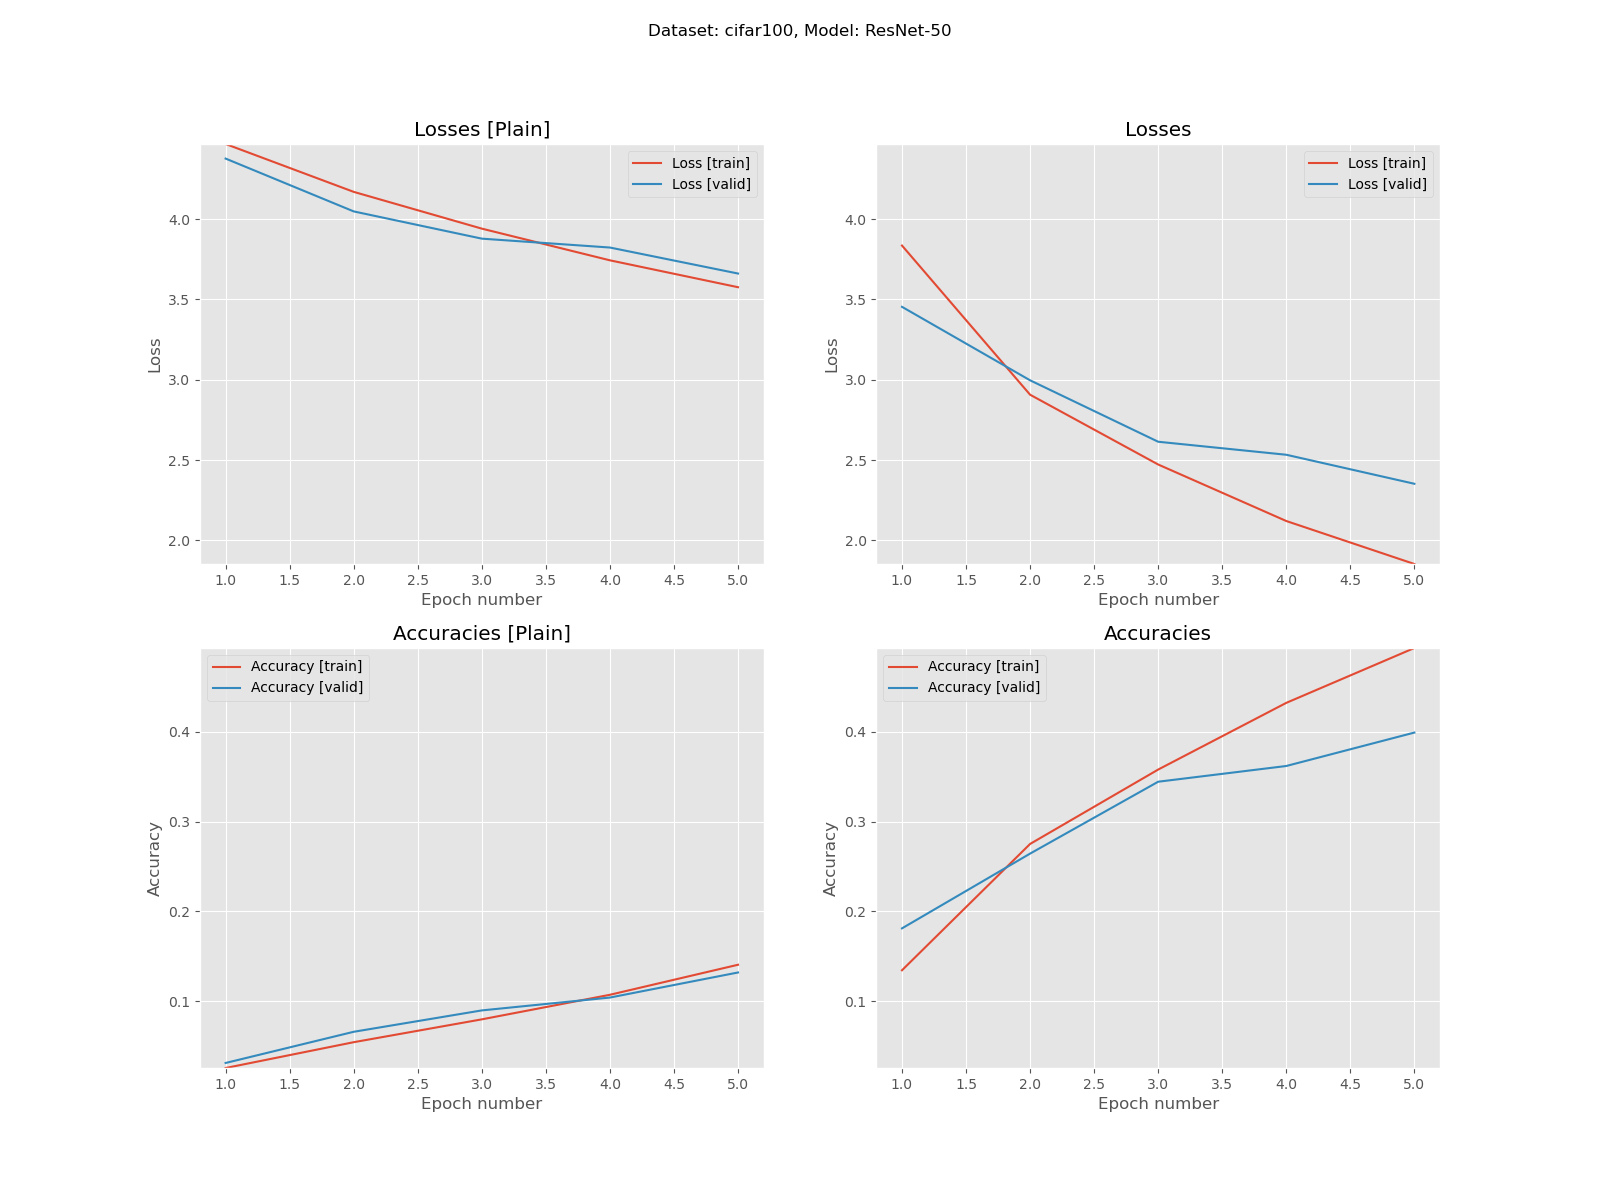 Dataset: cifar100, Model: ResNet-50
Losses [Plain]
Loss [train]
Loss [valid]
4.0
3.5
3.0
2.5
2.0
Loss
1.0 1.5 2.0 2.5 3.0 3.5 4.0 4.5 5.0
Epoch number
Losses
Loss [train]
Loss [valid]
4.0
3.5
3.0
2.5
2.0
Loss
1.0 1.5 2.0 2.5 3.0 3.5 4.0 4.5 5.0
Epoch number
Accuracies [Plain]
Accuracy [train]
Accuracy [valid]
0.4
0.3
0.2
0.1
Accuracy
1.0 1.5 2.0 2.5 3.0 3.5 4.0 4.5 5.0
Epoch number
Accuracies
Accuracy [train]
Accuracy [valid]
0.4
0.3
0.2
0.1
Accuracy
1.0 1.5 2.0 2.5 3.0 3.5 4.0 4.5 5.0
Epoch number